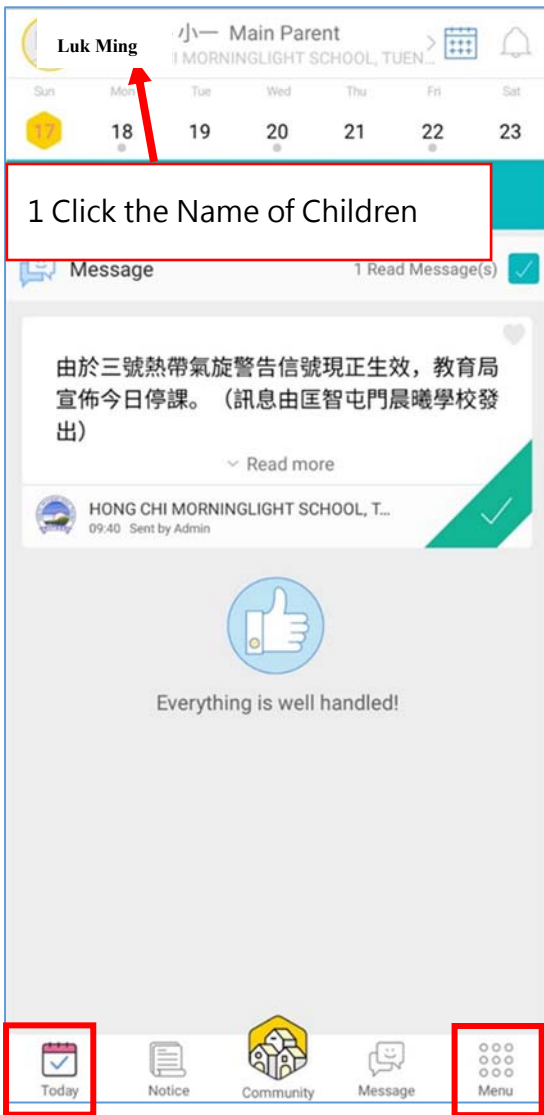 Luk Ming
小一 Main Parent
I MORNINGLIGHT SCHOOL, TUEN...
Sun Mon Tue Wed Thu Fri Sat
17 18 19 20 21 22 23
1 Click the Name of Children
Message
1 Read Message(s)
由於三號熱帶氣旋警告信號現正生效，教育局
宣佈今日停課。（訊息由匡智屯門晨曦學校發
出）
Read more
HONG CHI MORNINGLIGHT SCHOOL, T...
09:40 Sent by Admin
Everything is well handled!
Today Notice Community Message Menu